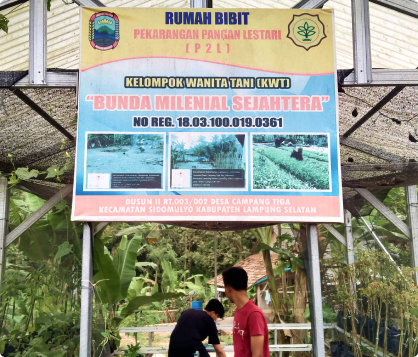 RUMAH BIBIT
PEKARANGAN PANGAN LESTARI
[ P2L ]
KELOMPOK WANITA TANI (KWT)
"BUNDA MILENIAL SEJAHTERA"
NO REG. 18.03.100.019.0361
DUSUN II RT.003/002 DESA CAMPANG TIGA
KECAMATAN SIDOMULYO KABUPATEN LAMPUNG SELATAN